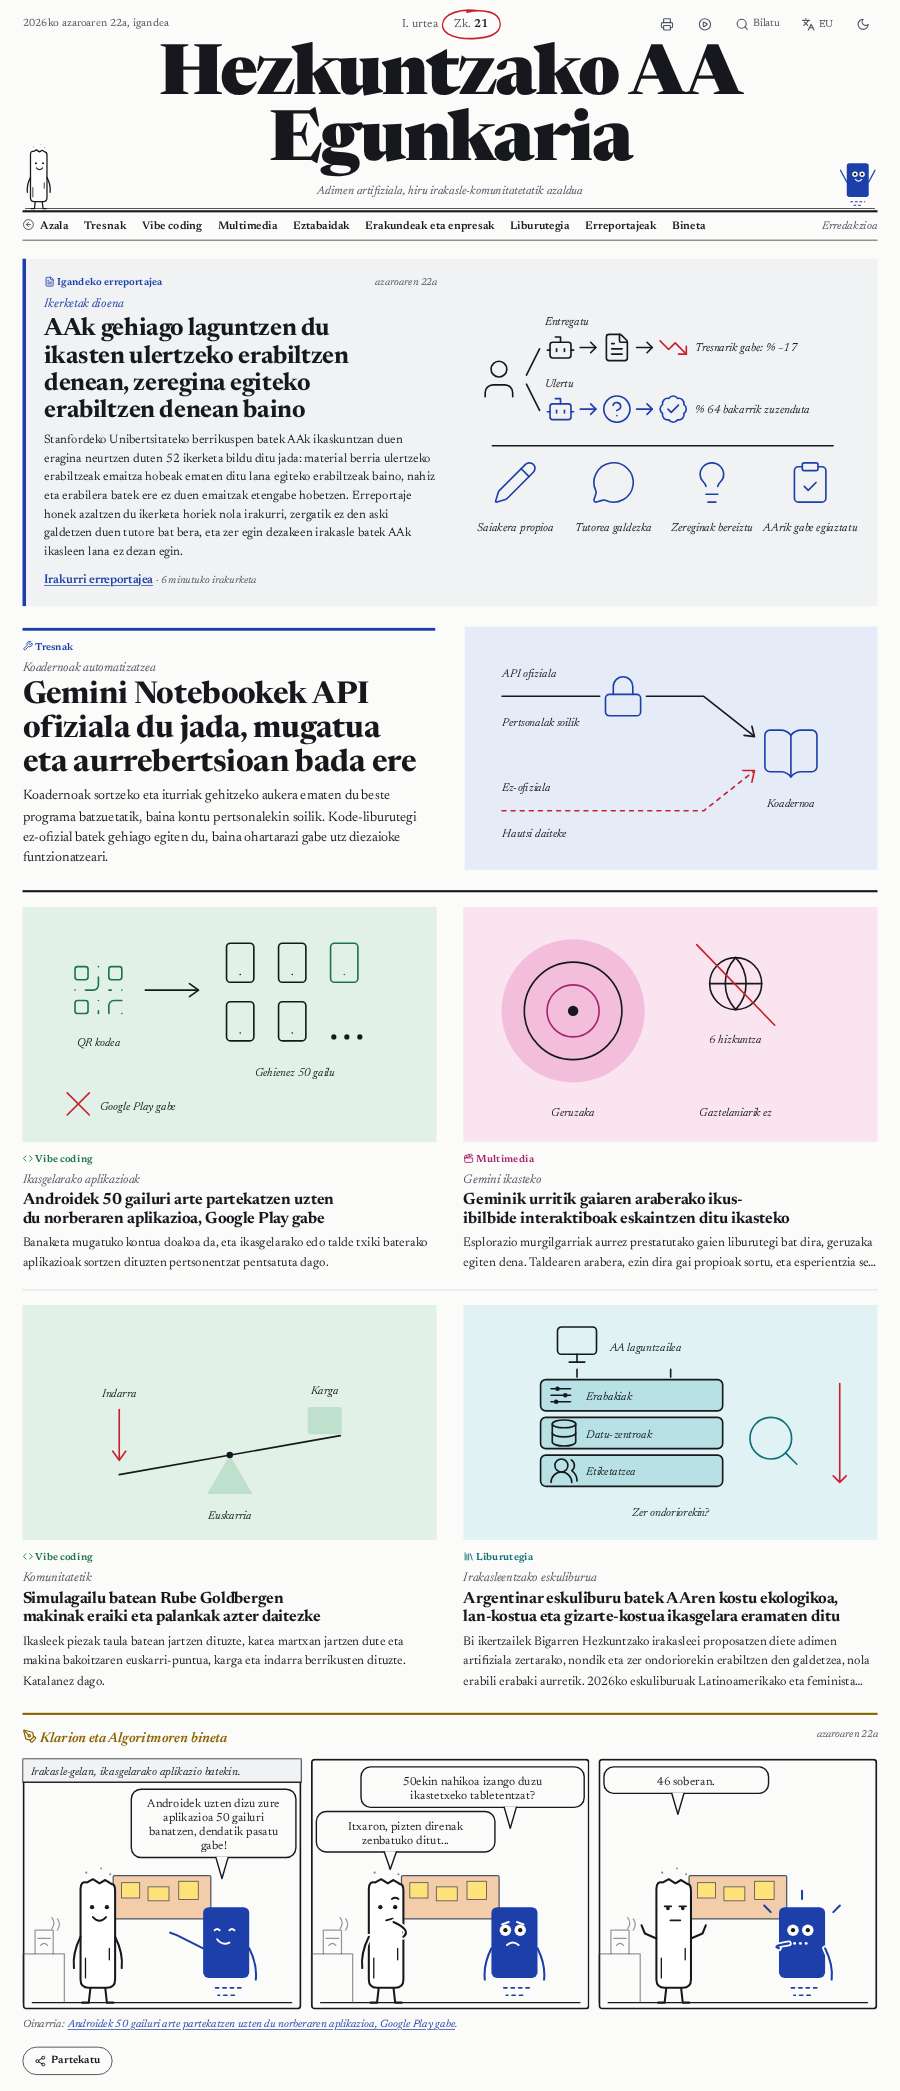 2026ko azaroaren 22a, igandea
I. urtea Zk. 21
Bilatu
EU
Hezkuntzako AA
Egunkaria
Adimen artifiziala, hiru irakasle-komunitatetatik azaldua
Azala Tresnak Vibe coding Multimedia Eztabaidak Erakundeak eta enpresak Liburutegia Erreportajeak Bineta Erredakzioa
Igandeko erreportajea
azaroaren 22a
Ikerketak dioena
AAk gehiago laguntzen du
ikasten ulertzeko erabiltzen
denean, zeregina egiteko
erabiltzen denean baino
Stanfordeko Unibertsitateko berrikuspen batek AAk ikaskuntzan duen
eragina neurtzen duten 52 ikerketa bildu ditu jada: material berria ulertzeko
erabiltzeak emaitza hobeak ematen ditu lana egiteko erabiltzeak baino, nahiz
eta erabilera batek ere ez duen emaitzak etengabe hobetzen. Erreportaje
honek azaltzen du ikerketa horiek nola irakurri, zergatik ez den aski
galdetzen duen tutore bat bera, eta zer egin dezakeen irakasle batek AAk
ikasleen lana ez dezan egin.
Irakurri erreportajea · 6 minutuko irakurketa
Entregatu
Tresnarik gabe: % −17
Ulertu
% 64 bakarrik zuzenduta
Saiakera propioa
Tutorea galdezka
Zereginak bereiztu
AArik gabe egiaztatu
Tresnak
Koadernoak automatizatzea
Gemini Notebookek API
ofiziala du jada, mugatua
eta aurrebertsioan bada ere
Koadernoak sortzeko eta iturriak gehitzeko aukera ematen du beste
programa batzuetatik, baina kontu pertsonalekin soilik. Kode-liburutegi
ez-ofizial batek gehiago egiten du, baina ohartarazi gabe utz diezaioke
funtzionatzeari.
API ofiziala
Pertsonalak soilik
Ez-ofiziala
Hautsi daiteke
Koadernoa
QR kodea
Gehienez 50 gailu
Google Play gabe
Vibe coding
Ikasgelarako aplikazioak
Androidek 50 gailuri arte partekatzen uzten
du norberaren aplikazioa, Google Play gabe
Banaketa mugatuko kontua doakoa da, eta ikasgelarako edo talde txiki baterako
aplikazioak sortzen dituzten pertsonentzat pentsatuta dago.
6 hizkuntza
Geruzaka
Gaztelaniarik ez
Multimedia
Gemini ikasteko
Geminik urritik gaiaren araberako ikus-
ibilbide interaktiboak eskaintzen ditu ikasteko
Esplorazio murgilgarriak aurrez prestatutako gaien liburutegi bat dira, geruzaka
egiten dena. Taldearen arabera, ezin dira gai propioak sortu, eta esperientzia se…
Indarra
Karga
Euskarria
Vibe coding
Komunitatetik
Simulagailu batean Rube Goldbergen
makinak eraiki eta palankak azter daitezke
Ikasleek piezak taula batean jartzen dituzte, katea martxan jartzen dute eta
makina bakoitzaren euskarri-puntua, karga eta indarra berrikusten dituzte.
Katalanez dago.
AA laguntzailea
Erabakiak
Datu-zentroak
Etiketatzea
Zer ondoriorekin?
Liburutegia
Irakasleentzako eskuliburua
Argentinar eskuliburu batek AAren kostu ekologikoa,
lan-kostua eta gizarte-kostua ikasgelara eramaten ditu
Bi ikertzailek Bigarren Hezkuntzako irakasleei proposatzen diete adimen
artifiziala zertarako, nondik eta zer ondoriorekin erabiltzen den galdetzea, nola
erabili erabaki aurretik. 2026ko eskuliburuak Latinoamerikako eta feminista…
Klarion eta Algoritmoren bineta
azaroaren 22a
Irakasle-gelan, ikasgelarako aplikazio batekin.
Androidek uzten dizu zure
aplikazioa 50 gailuri
banatzen, dendatik pasatu
gabe!
50ekin nahikoa izango duzu
ikastetxeko tabletentzat?
Itxaron, pizten direnak
zenbatuko ditut...
46 soberan.
Oinarria: Androidek 50 gailuri arte partekatzen uzten du norberaren aplikazioa, Google Play gabe.
Partekatu